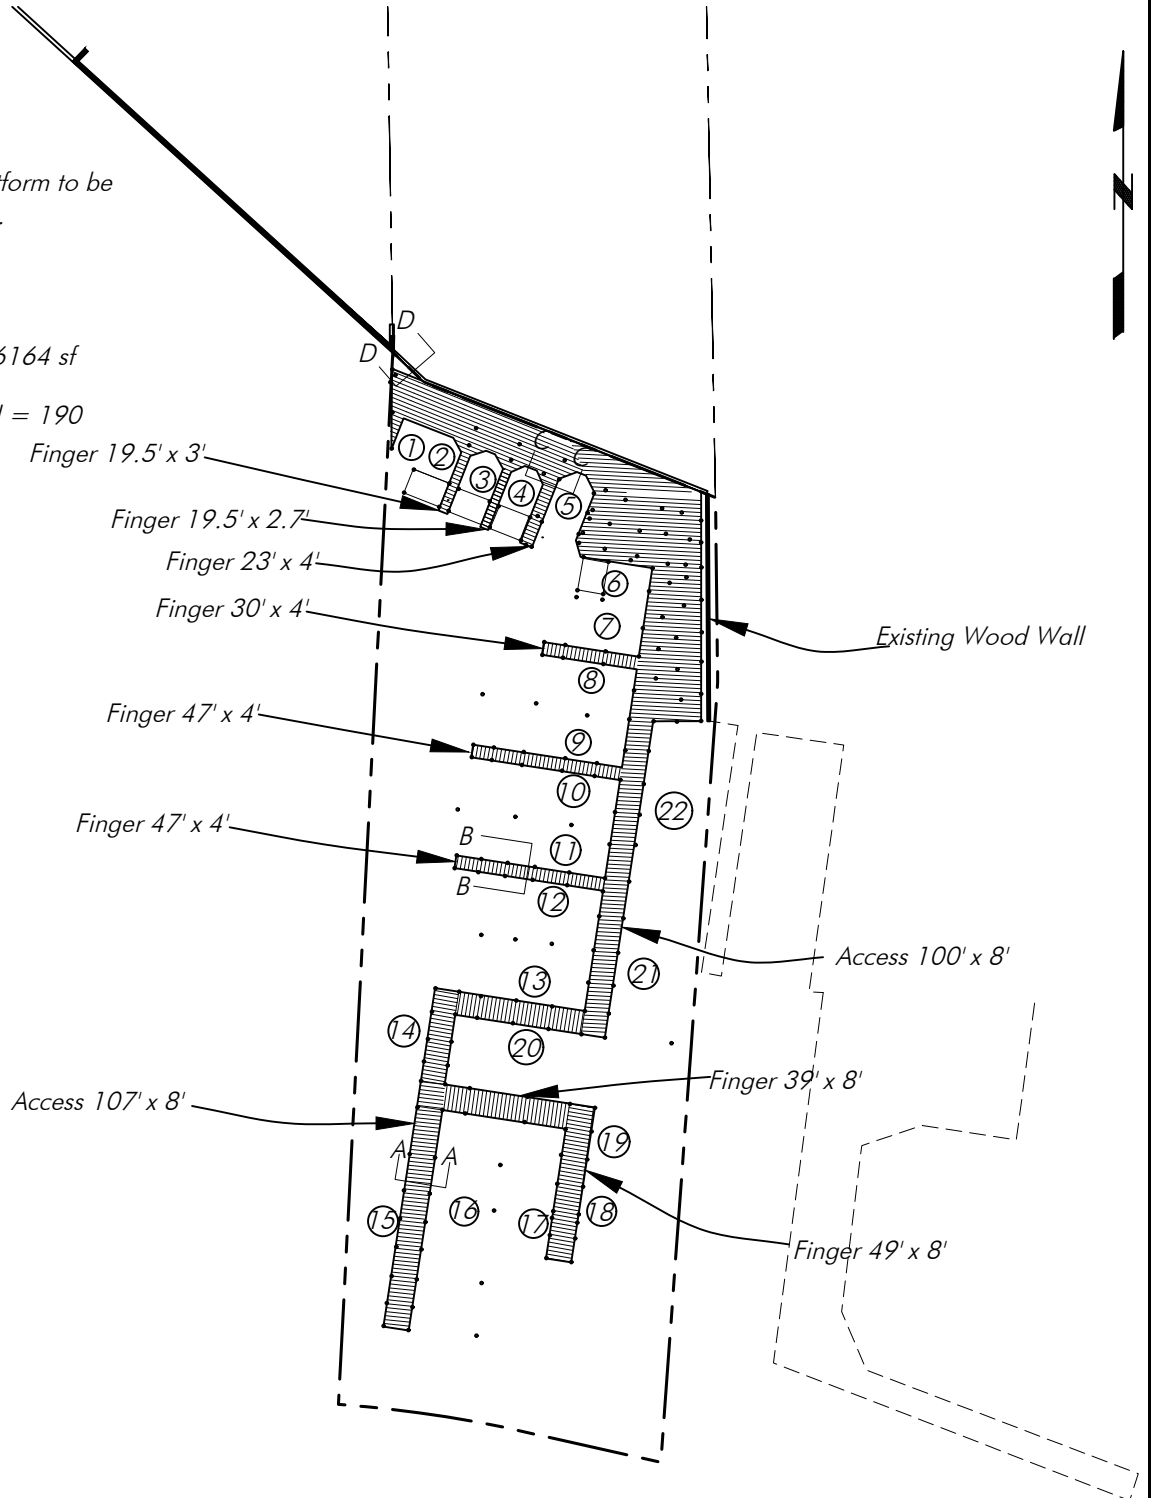 N
tform to be
D
D
6164 sf
= 190
C
C
1
2
3
4
5
6
7
8
9
10
11
12
13
14
15
16
17
18
19
20
21
22
Finger 19.5' x 3'
Finger 19.5' x 2.7'
Finger 23' x 4'
Finger 30' x 4'
Existing Wood Wall
Finger 47' x 4'
Finger 47' x 4'
B
B
Access 100' x 8'
Finger 39' x 8'
Access 107' x 8'
A
A
Finger 49' x 8'